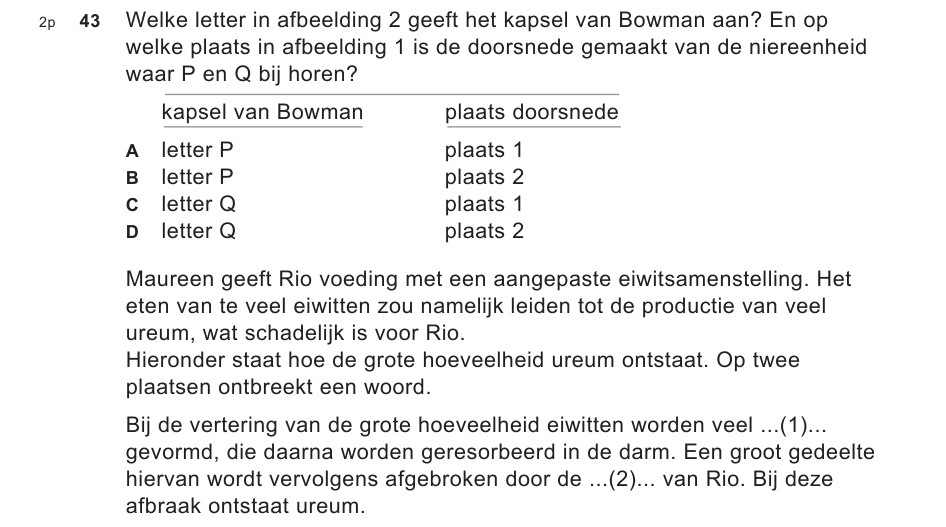 2p 43 Welke letter in afbeelding 2 geeft het kapsel van Bowman aan? En op
welke plaats in afbeelding 1 is de doorsnede gemaakt van de niereenheid
waar P en Q bij horen?
kapsel van Bowman plaats doorsnede
A letter P plaats 1
B letter P plaats 2
C letter Q plaats 1
D letter Q plaats 2
Maureen geeft Rio voeding met een aangepaste eiwitsamenstelling. Het
eten van te veel eiwitten zou namelijk leiden tot de productie van veel
ureum, wat schadelijk is voor Rio.
Hieronder staat hoe de grote hoeveelheid ureum ontstaat. Op twee
plaatsen ontbreekt een woord.
Bij de vertering van de grote hoeveelheid eiwitten worden veel ...(1)...
gevormd, die daarna worden geresorbeerd in de darm. Een groot gedeelte
hiervan wordt vervolgens afgebroken door de ...(2)... van Rio. Bij deze
afbraak ontstaat ureum.